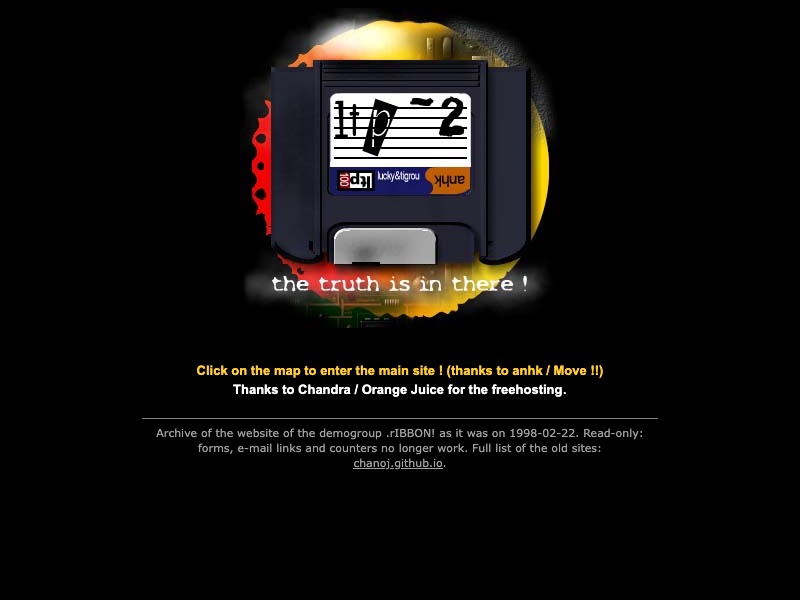 1t p ~2
ltp
100
lucky&tigrou
anhk
the truth is in there !
Click on the map to enter the main site ! (thanks to anhk / Move !!)
Thanks to Chandra / Orange Juice for the freehosting.
Archive of the website of the demogroup .rIBBON! as it was on 1998-02-22. Read-only:
forms, e-mail links and counters no longer work. Full list of the old sites:
chanoj.github.io.